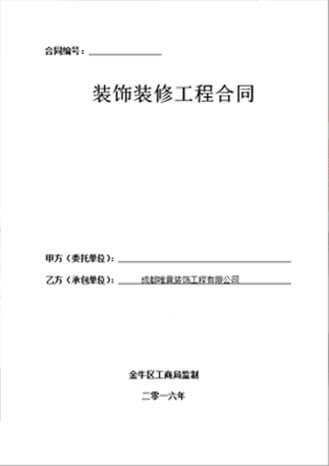 合同编号：
装饰装修工程合同
甲方（委托单位）：
乙方（承包单位）： 成都唯晨装饰工程有限公司
金牛区工商局监制
二零一六年